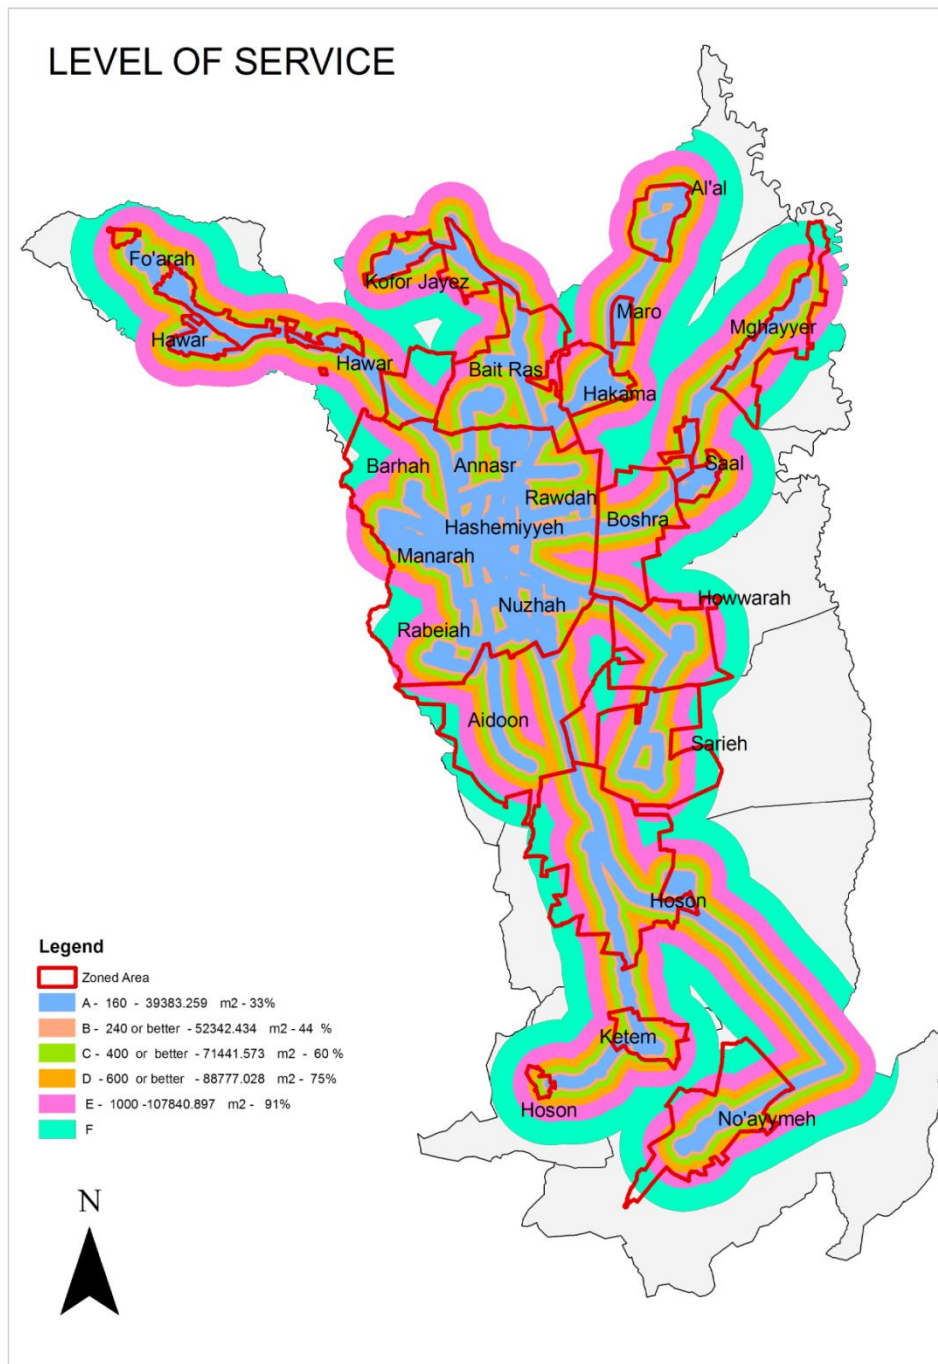 LEVEL OF SERVICE
Al'al
Fo'arah
Kofor Jayez
Maro
Mghayyer
Hawar
Hawar
Bait Ras
Hakama
Barhah
Annasr
Saal
Rawdah
Boshra
Hashemiyyeh
Manarah
Howwarah
Nuzhah
Rabeiah
Aidoon
Sarieh
Hoson
Ketem
Hoson
No'ayymeh
Legend
Zoned Area
A - 160 - 39383.259 m2 - 33%
B - 240 or better - 52342.434 m2 - 44 %
C - 400 or better - 71441.573 m2 - 60 %
D - 600 or better - 88777.028 m2 - 75%
E - 1000 -107840.897 m2 - 91%
F
N